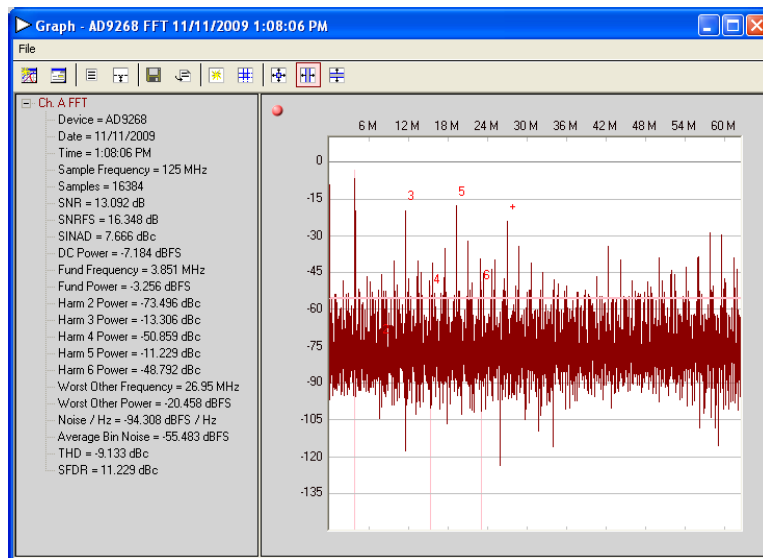 Graph - AD9268 FFT 11/11/2009 1:08:06 PM
File
Ch. A FFT
Device = AD9268
Date = 11/11/2009
Time = 1:08:06 PM
Sample Frequency = 125 MHz
Samples = 16384
SNR = 13.092 dB
SNRFS = 16.348 dB
SINAD = 7.666 dBc
DC Power = -7.184 dBFS
Fund Frequency = 3.851 MHz
Fund Power = -3.256 dBFS
Harm 2 Power = -73.496 dBc
Harm 3 Power = -13.306 dBc
Harm 4 Power = -50.859 dBc
Harm 5 Power = -11.229 dBc
Harm 6 Power = -48.792 dBc
Worst Other Frequency = 26.95 MHz
Worst Other Power = -20.458 dBFS
Noise / Hz = -94.308 dBFS / Hz
Average Bin Noise = -55.483 dBFS
THD = -9.133 dBc
SFDR = 11.229 dBc
6 M 12 M 18 M 24 M 30 M 36 M 42 M 48 M 54 M 60 M
0
-15
-30
-45
-60
-75
-90
-105
-120
-135
3
5
+
4
6